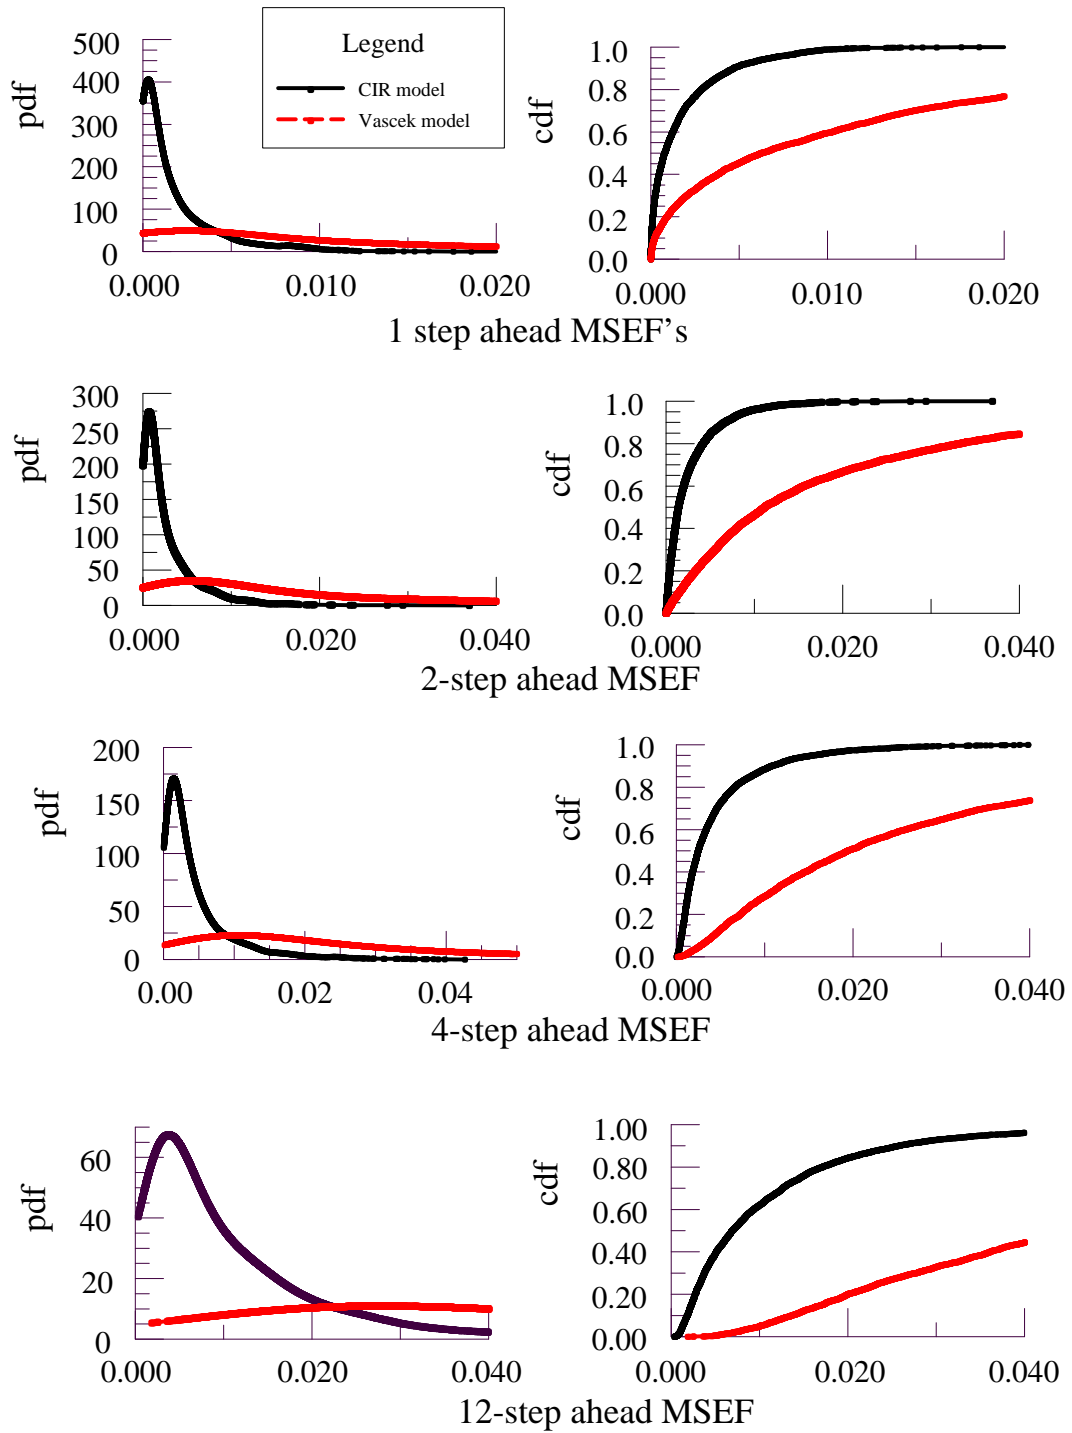 Legend
CIR model
Vascek model
pdf
500
400
300
200
100
0
0.000 0.010 0.020
cdf
1.0
0.8
0.6
0.4
0.2
0.0
0.000 0.010 0.020
1 step ahead MSEF's
pdf
300
250
200
150
100
50
0
0.000 0.020 0.040
cdf
1.0
0.8
0.6
0.4
0.2
0.0
0.000 0.020 0.040
2-step ahead MSEF
pdf
200
150
100
50
0
0.00 0.02 0.04
cdf
1.0
0.8
0.6
0.4
0.2
0.0
0.000 0.020 0.040
4-step ahead MSEF
pdf
60
40
20
0
0.000 0.020 0.040
cdf
1.00
0.80
0.60
0.40
0.20
0.00
0.000 0.020 0.040
12-step ahead MSEF